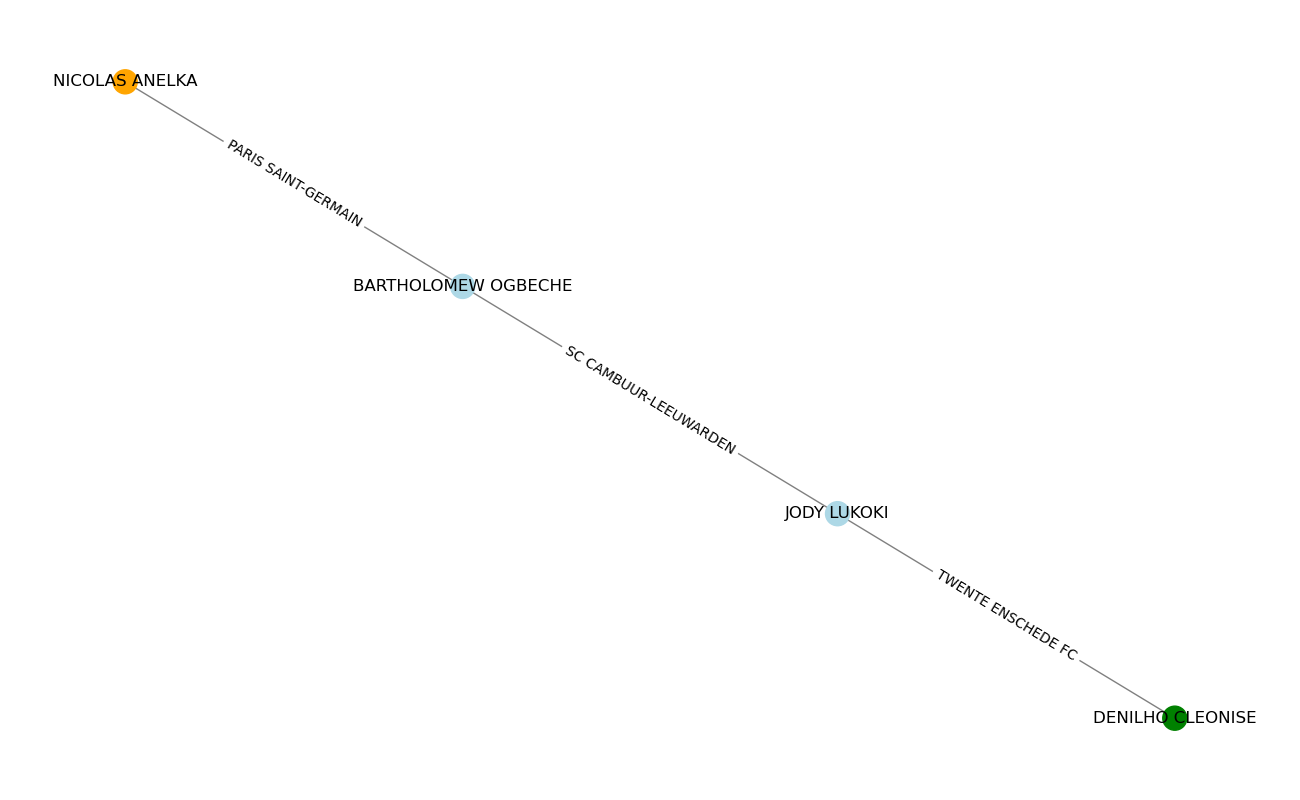 NICOLAS ANELKA
PARIS SAINT-GERMAIN
BARTHOLOMEW OGBECHE
SC CAMBUUR-LEEUWARDEN
JODY LUKOKI
TWENTE ENSCHEDE FC
DENILHO CLEONISE